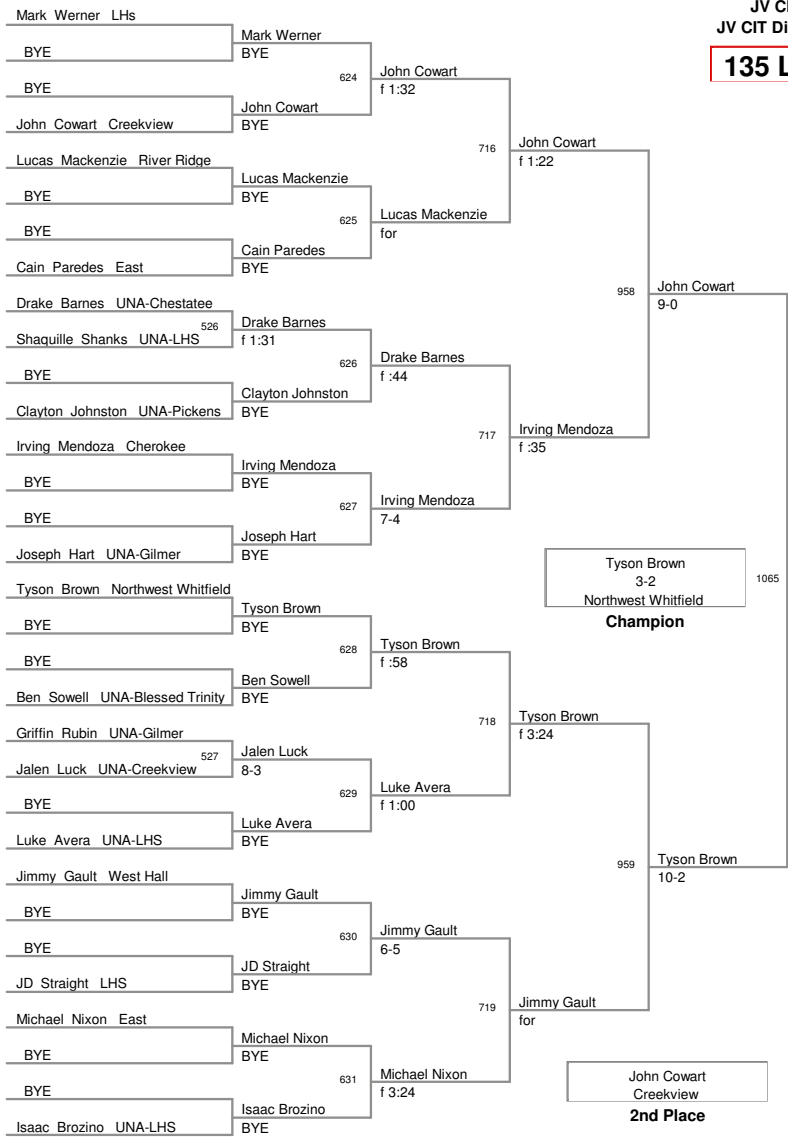 JV C
JV CIT Di
135 L
Mark Werner LHs
BYE
BYE
John Cowart Creekview
Lucas Mackenzie River Ridge
BYE
BYE
Cain Paredes East
Drake Barnes UNA-Chestatee
Shaquille Shanks UNA-LHS
BYE
Clayton Johnston UNA-Pickens
Irving Mendoza Cherokee
BYE
BYE
Joseph Hart UNA-Gilmer
Tyson Brown Northwest Whitfield
BYE
BYE
Ben Sowell UNA-Blessed Trinity
Griffin Rubin UNA-Gilmer
Jalen Luck UNA-Creekview
BYE
Luke Avera UNA-LHS
Jimmy Gault West Hall
BYE
BYE
JD Straight LHS
Michael Nixon East
BYE
BYE
Isaac Brozino UNA-LHS
526
527
Mark Werner
BYE
John Cowart
BYE
Lucas Mackenzie
BYE
Cain Paredes
BYE
Drake Barnes
f 1:31
Clayton Johnston
BYE
Irving Mendoza
BYE
Joseph Hart
BYE
Tyson Brown
BYE
Ben Sowell
BYE
Jalen Luck
8-3
Luke Avera
BYE
Jimmy Gault
BYE
JD Straight
BYE
Michael Nixon
BYE
Isaac Brozino
BYE
624
625
626
627
628
629
630
631
John Cowart
f 1:32
Lucas Mackenzie
for
Drake Barnes
f :44
Irving Mendoza
7-4
Tyson Brown
f :58
Luke Avera
f 1:00
Jimmy Gault
6-5
Michael Nixon
f 3:24
716
717
718
719
John Cowart
f 1:22
Irving Mendoza
f :35
Tyson Brown
f 3:24
Jimmy Gault
for
958
959
John Cowart
9-0
Tyson Brown
10-2
1065
Tyson Brown
3-2
Northwest Whitfield
Champion
John Cowart
Creekview
2nd Place